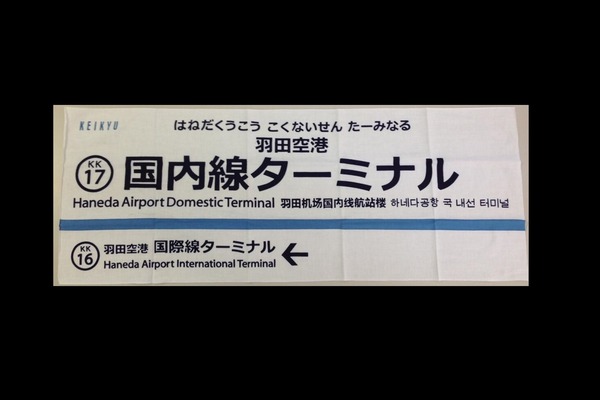 KEIKYU
はねだくうこう こくないせん たーみなる
羽田空港
KK 17 国内線ターミナル
Haneda Airport Domestic Terminal 羽田机场国内线航站楼 하네다공항 국 내선 터미널
KK 16 羽田空港 国際線ターミナル ←
Haneda Airport International Terminal